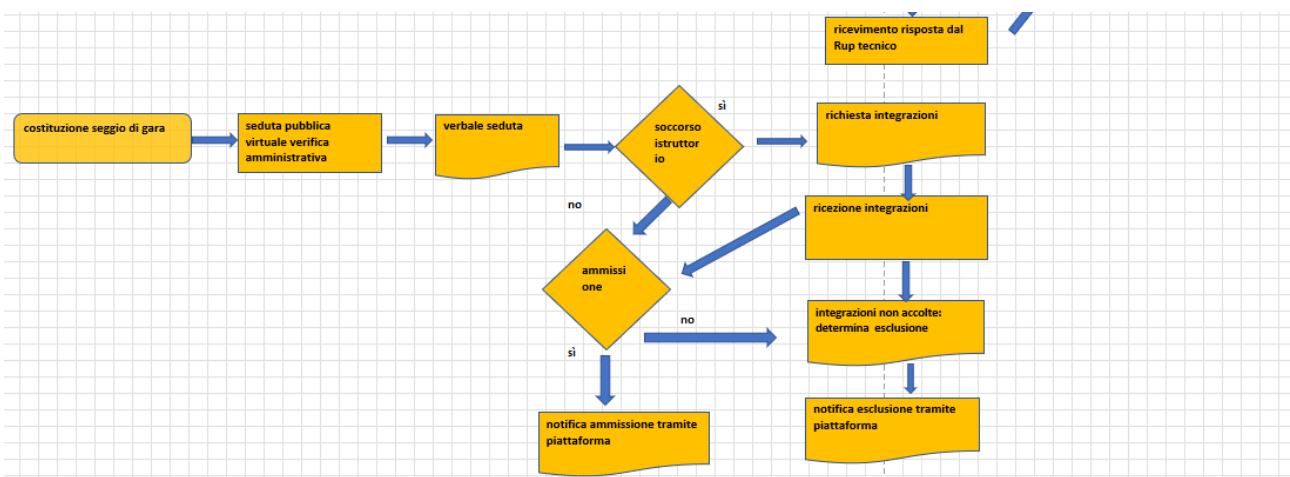 ricevimento risposta dal
Rup tecnico
costituzione seggio di gara
seduta pubblica
virtuale verifica
amministrativa
verbale seduta
soccorso
istruttor
io
sì
richiesta integrazioni
no
ricezione integrazioni
ammissi
one
no
integrazioni non accolte:
determina  esclusione
sì
notifica ammissione tramite
piattaforma
notifica esclusione tramite
piattaforma